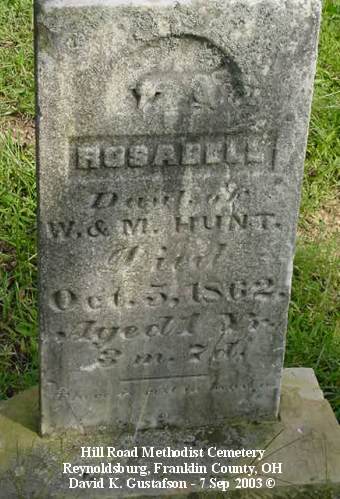 ROSABELL
Daut. of
W. & M. HUNT.
Died
Oct. 5, 1862.
Aged 1 Yr.
3 m. 7 d.
Hill Road Methodist Cemetery
Reynoldsburg, Franklin County, OH
David K. Gustafson - 7 Sep 2003 ©